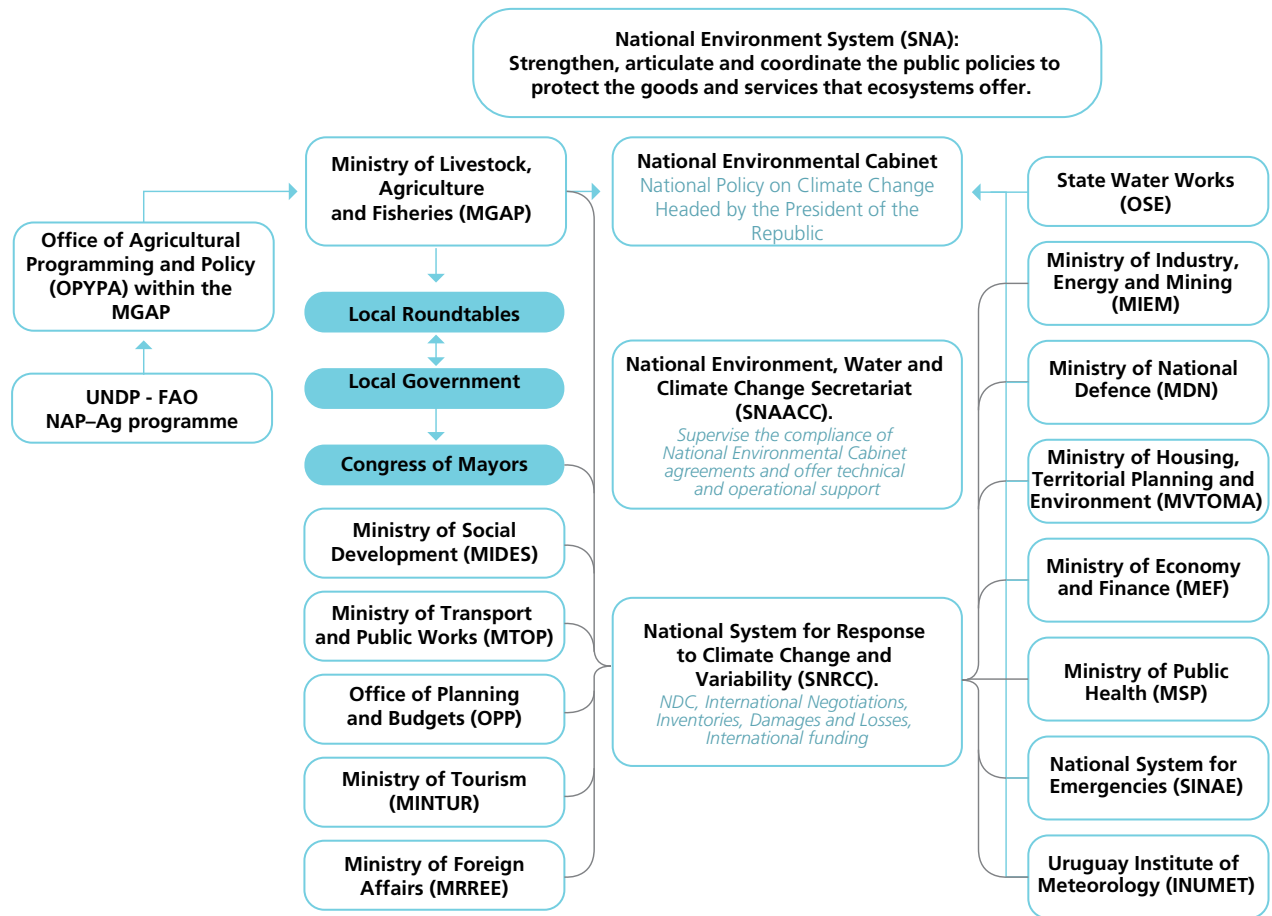 National Environment System (SNA):
Strengthen, articulate and coordinate the public policies to
protect the goods and services that ecosystems offer.
Ministry of Livestock,
Agriculture
and Fisheries (MGAP)
National Environmental Cabinet
National Policy on Climate Change
Headed by the President of the
Republic
State Water Works
(OSE)
Office of Agricultural
Programming and Policy
(OPYPA) within the
MGAP
Ministry of Industry,
Energy and Mining
(MIEM)
Local Roundtables
UNDP - FAO
NAP–Ag programme
Local Government
National Environment, Water and
Climate Change Secretariat
(SNAACC).
Supervise the compliance of
National Environmental Cabinet
agreements and offer technical
and operational support
Ministry of National
Defence (MDN)
Congress of Mayors
Ministry of Housing,
Territorial Planning and
Environment (MVTOMA)
Ministry of Social
Development (MIDES)
Ministry of Economy
and Finance (MEF)
Ministry of Transport
and Public Works (MTOP)
National System for Response
to Climate Change and
Variability (SNRCC).
NDC, International Negotiations,
Inventories, Damages and Losses,
International funding
Ministry of Public
Health (MSP)
Office of Planning
and Budgets (OPP)
National System for
Emergencies (SINAE)
Ministry of Tourism
(MINTUR)
Ministry of Foreign
Affairs (MRREE)
Uruguay Institute of
Meteorology (INUMET)